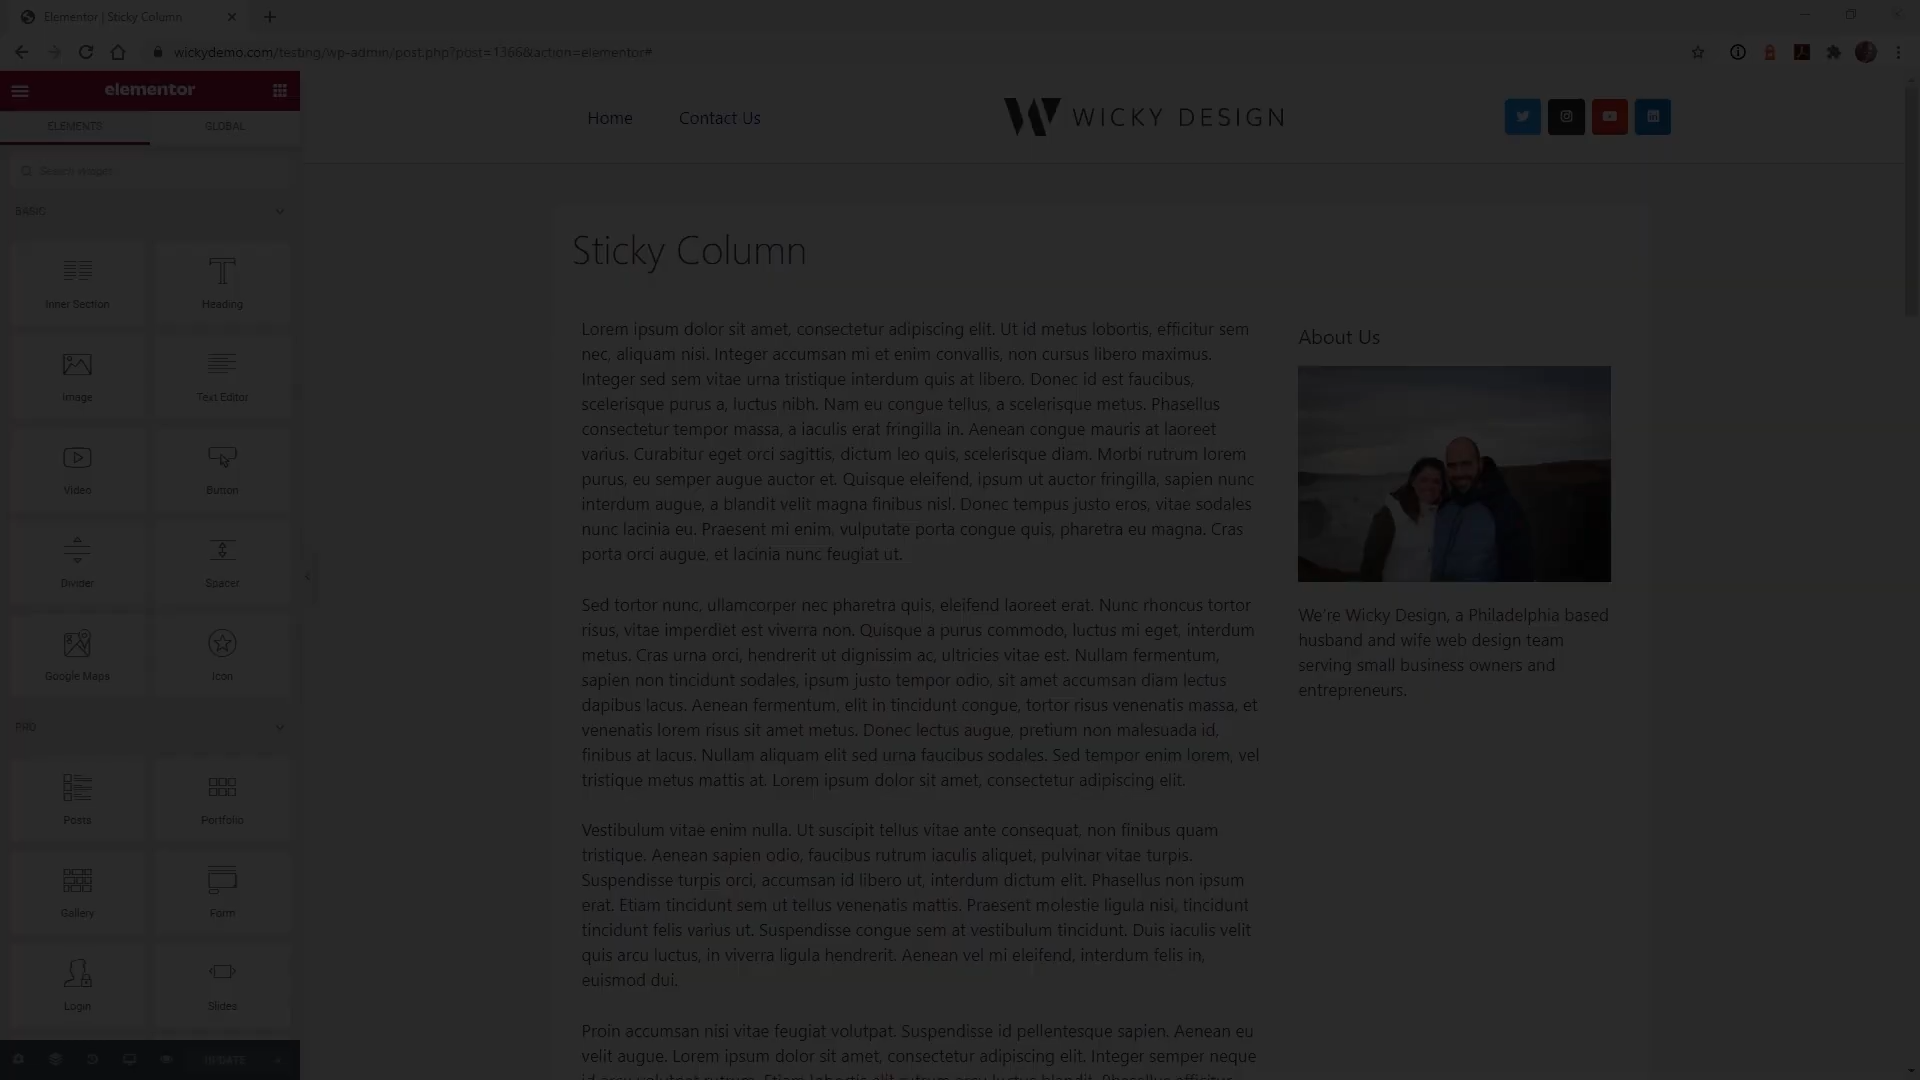 Elementor | Sticky Column
wickydemo.com/testing/wp-admin/post.php?post=1366&action=elementor#
elementor
ELEMENTS
GLOBAL
Search Widget
BASIC
Inner Section
Heading
Image
Text Editor
Video
Button
Divider
Spacer
Google Maps
Icon
PRO
Posts
Portfolio
Gallery
Form
Login
Slides
UPDATE
Home
Contact Us
WICKY DESIGN
Sticky Column
Lorem ipsum dolor sit amet, consectetur adipiscing elit. Ut id metus lobortis, efficitur sem
nec, aliquam nisi. Integer accumsan mi et enim convallis, non cursus libero maximus.
Integer sed sem vitae urna tristique interdum quis at libero. Donec id est faucibus,
scelerisque purus a, luctus nibh. Nam eu congue tellus, a scelerisque metus. Phasellus
consectetur tempor massa, a iaculis erat fringilla in. Aenean congue mauris at laoreet
varius. Curabitur eget orci sagittis, dictum leo quis, scelerisque diam. Morbi rutrum lorem
purus, eu semper augue auctor et. Quisque eleifend, ipsum ut auctor fringilla, sapien nunc
interdum augue, a blandit velit magna finibus nisl. Donec tempus justo eros, vitae sodales
nunc lacinia eu. Praesent mi enim, vulputate porta congue quis, pharetra eu magna. Cras
porta orci augue, et lacinia nunc feugiat ut.
Sed tortor nunc, ullamcorper nec pharetra quis, eleifend laoreet erat. Nunc rhoncus tortor
risus, vitae imperdiet est viverra non. Quisque a purus commodo, luctus mi eget, interdum
metus. Cras urna orci, hendrerit ut dignissim ac, ultricies vitae est. Nullam fermentum,
sapien non tincidunt sodales, ipsum justo tempor odio, sit amet accumsan diam lectus
dapibus lacus. Aenean fermentum, elit in tincidunt congue, tortor risus venenatis massa, et
venenatis lorem risus sit amet metus. Donec lectus augue, pretium non malesuada id,
finibus at lacus. Nullam aliquam elit sed urna faucibus sodales. Sed tempor enim lorem, vel
tristique metus mattis at. Lorem ipsum dolor sit amet, consectetur adipiscing elit.
Vestibulum vitae enim nulla. Ut suscipit tellus vitae ante consequat, non finibus quam
tristique. Aenean sapien odio, faucibus rutrum iaculis aliquet, pulvinar vitae turpis.
Suspendisse turpis orci, accumsan id libero ut, interdum dictum elit. Phasellus non ipsum
erat. Etiam tincidunt sem ut tellus venenatis mattis. Praesent molestie ligula nisi, tincidunt
tincidunt felis varius ut. Suspendisse congue sem at vestibulum tincidunt. Duis iaculis velit
quis arcu luctus, in viverra ligula hendrerit. Aenean vel mi eleifend, interdum felis in,
euismod dui.
Proin accumsan nisi vitae feugiat volutpat. Suspendisse id pellentesque sapien. Aenean eu
velit augue. Lorem ipsum dolor sit amet, consectetur adipiscing elit. Integer semper neque
About Us
We're Wicky Design, a Philadelphia based
husband and wife web design team
serving small business owners and
entrepreneurs.